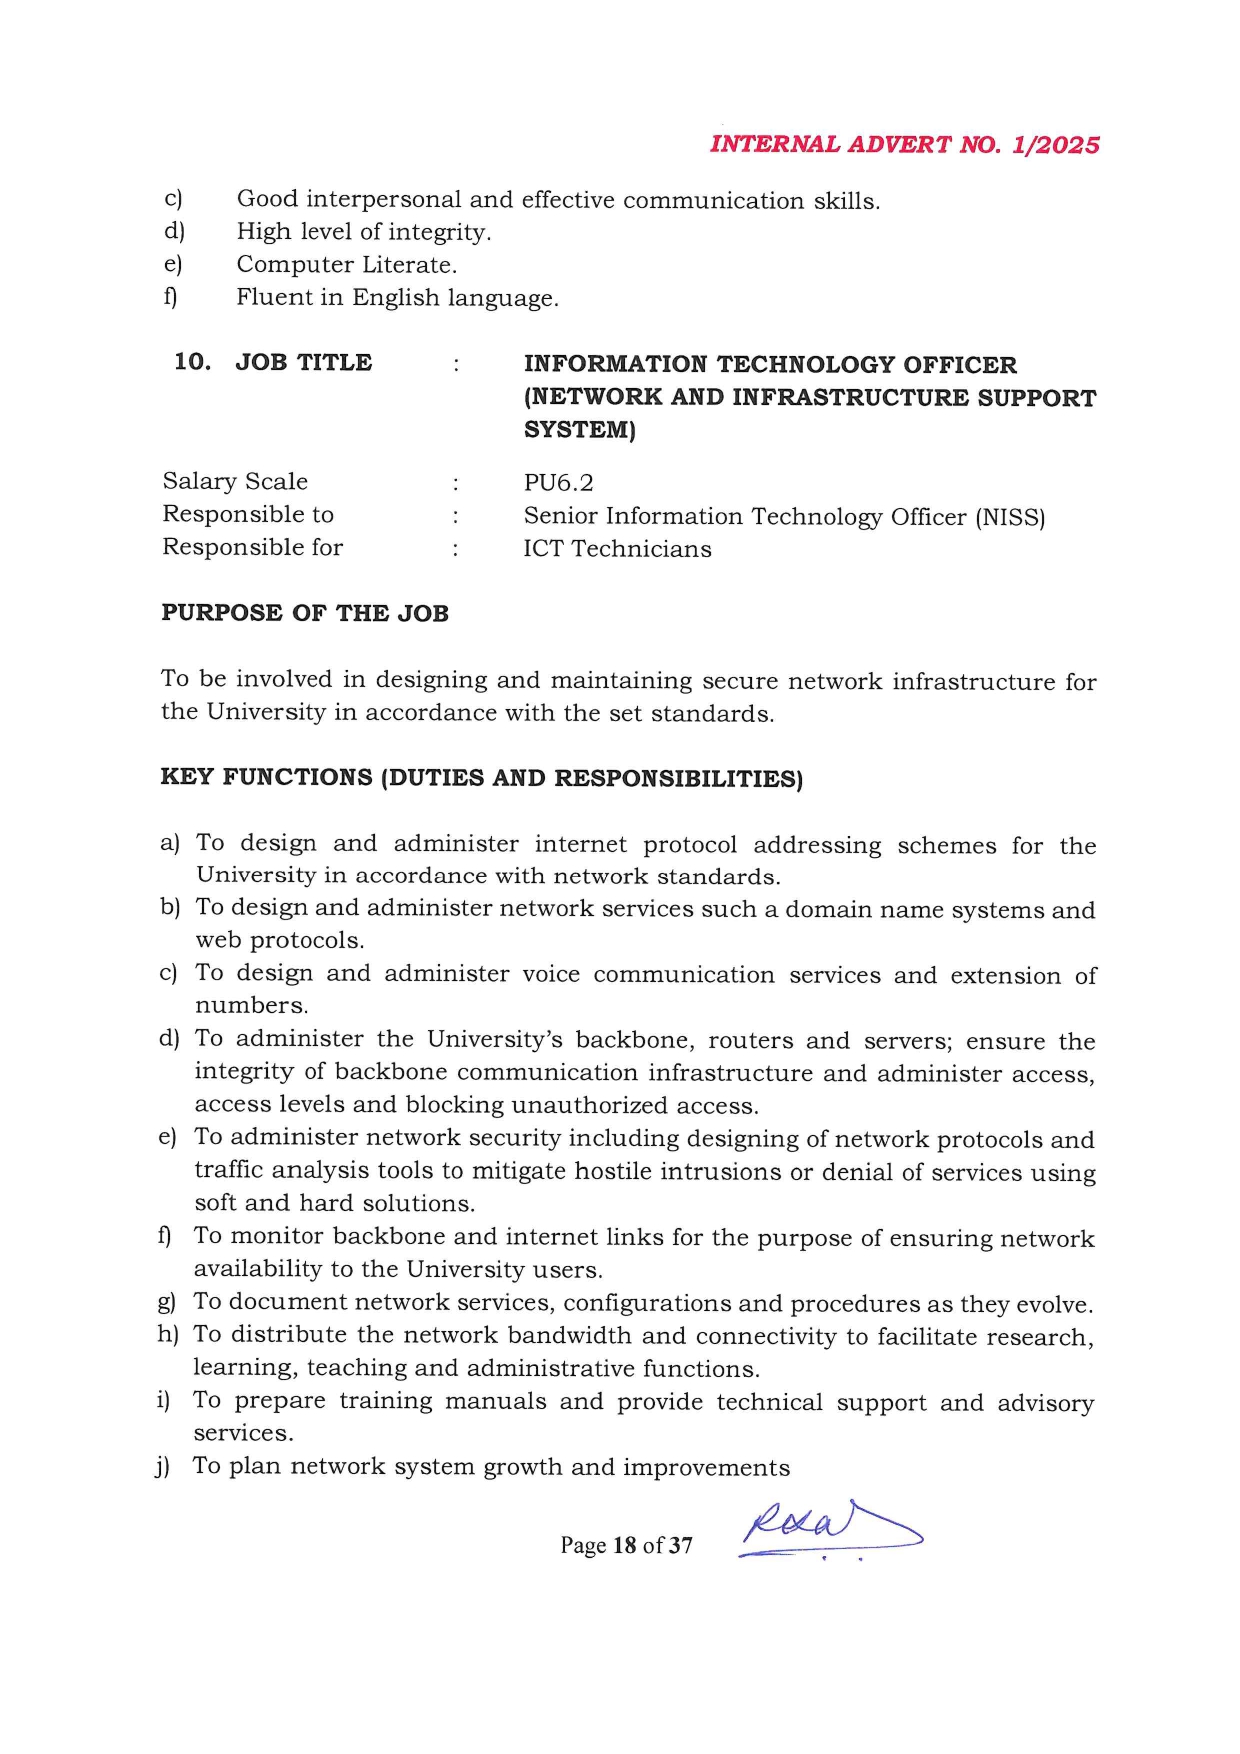 INTERNAL ADVERT NO. 1/2025
c) Good interpersonal and effective communication skills.
d) High level of integrity.
e) Computer Literate.
f) Fluent in English language.
10. JOB TITLE : INFORMATION TECHNOLOGY OFFICER
(NETWORK AND INFRASTRUCTURE SUPPORT
SYSTEM)
Salary Scale : PU6.2
Responsible to : Senior Information Technology Officer (NISS)
Responsible for : ICT Technicians
PURPOSE OF THE JOB
To be involved in designing and maintaining secure network infrastructure for
the University in accordance with the set standards.
KEY FUNCTIONS (DUTIES AND RESPONSIBILITIES)
a) To design and administer internet protocol addressing schemes for the
University in accordance with network standards.
b) To design and administer network services such a domain name systems and
web protocols.
c) To design and administer voice communication services and extension of
numbers.
d) To administer the University's backbone, routers and servers; ensure the
integrity of backbone communication infrastructure and administer access,
access levels and blocking unauthorized access.
e) To administer network security including designing of network protocols and
traffic analysis tools to mitigate hostile intrusions or denial of services using
soft and hard solutions.
f) To monitor backbone and internet links for the purpose of ensuring network
availability to the University users.
g) To document network services, configurations and procedures as they evolve.
h) To distribute the network bandwidth and connectivity to facilitate research,
learning, teaching and administrative functions.
i) To prepare training manuals and provide technical support and advisory
services.
j) To plan network system growth and improvements
Page 18 of 37